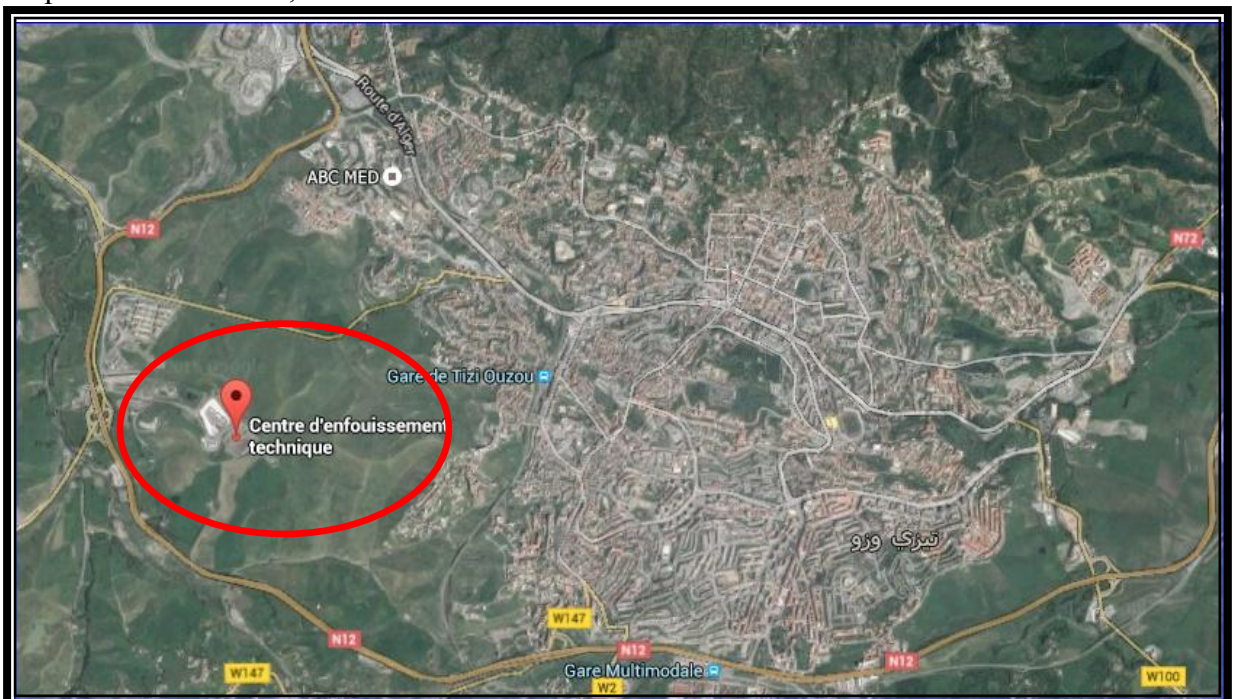 Route d'Alger
ABC MED
N12
N72
Gare de Tizi Ouzou
Centre d'enfouissement
technique
تيزي وزو
W147
N12
N12
N12
W147
Gare Multimodale
W2
W100